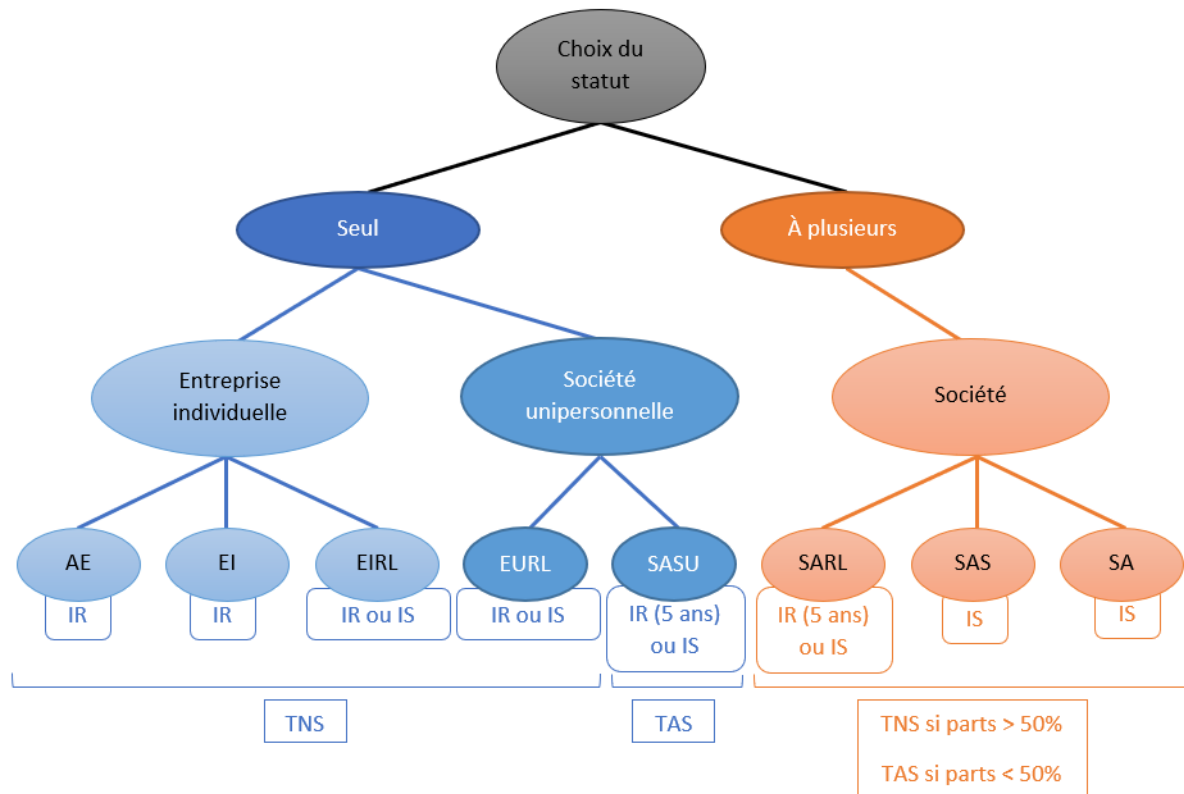 Choix du
statut
Seul
À plusieurs
Entreprise
individuelle
Société
unipersonnelle
Société
AE
EI
EIRL
EURL
SASU
SARL
SAS
SA
IR
IR
IR ou IS
IR ou IS
IR (5 ans)
ou IS
IR (5 ans)
ou IS
IS
IS
TNS
TAS
TNS si parts > 50%
TAS si parts < 50%